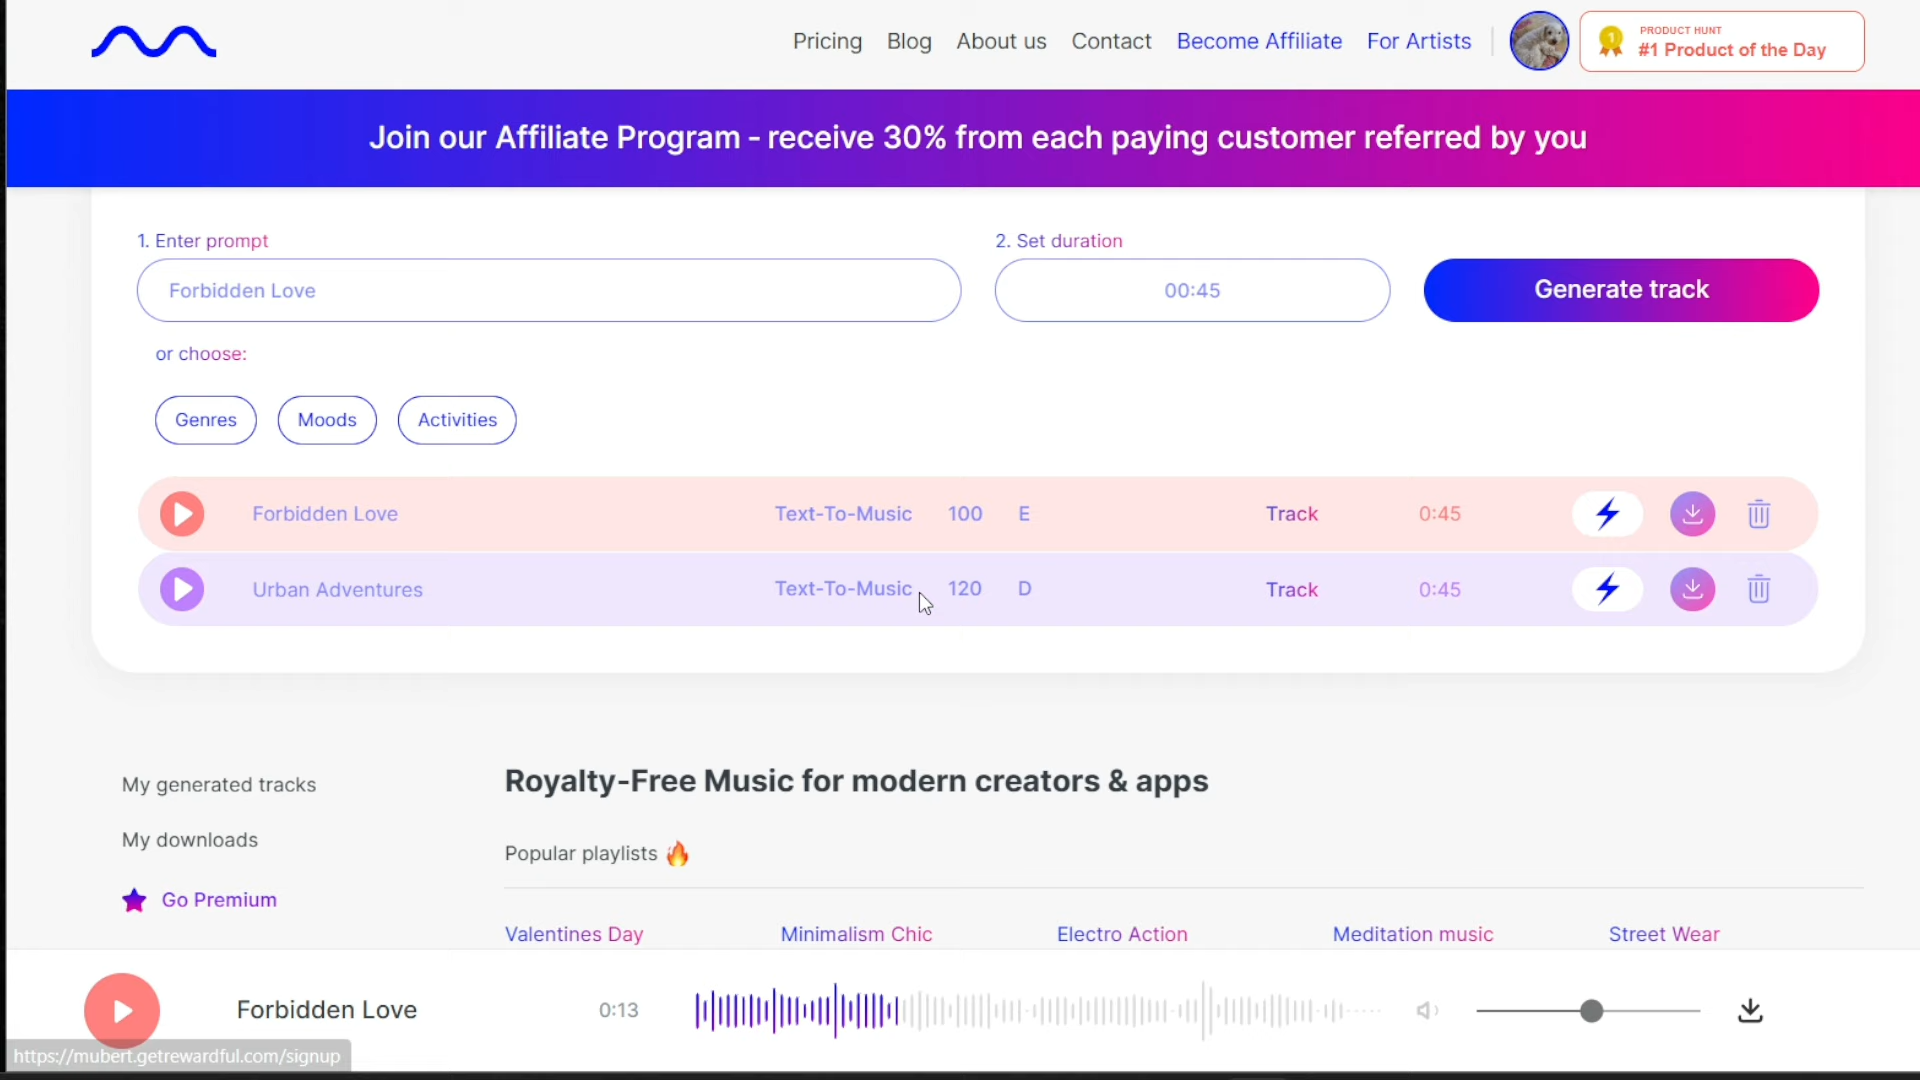 Pricing Blog About us Contact Become Affiliate For Artists
1
PRODUCT HUNT
#1 Product of the Day
Join our Affiliate Program - receive 30% from each paying customer referred by you
1. Enter prompt
2. Set duration
Forbidden Love
00:45
Generate track
or choose:
Genres Moods Activities
Forbidden Love Text-To-Music 100 E Track 0:45
Urban Adventures Text-To-Music 120 D Track 0:45
My generated tracks
My downloads
Go Premium
Royalty-Free Music for modern creators & apps
Popular playlists
Valentines Day Minimalism Chic Electro Action Meditation music Street Wear
Forbidden Love 0:13
https://mubert.getrewardful.com/signup